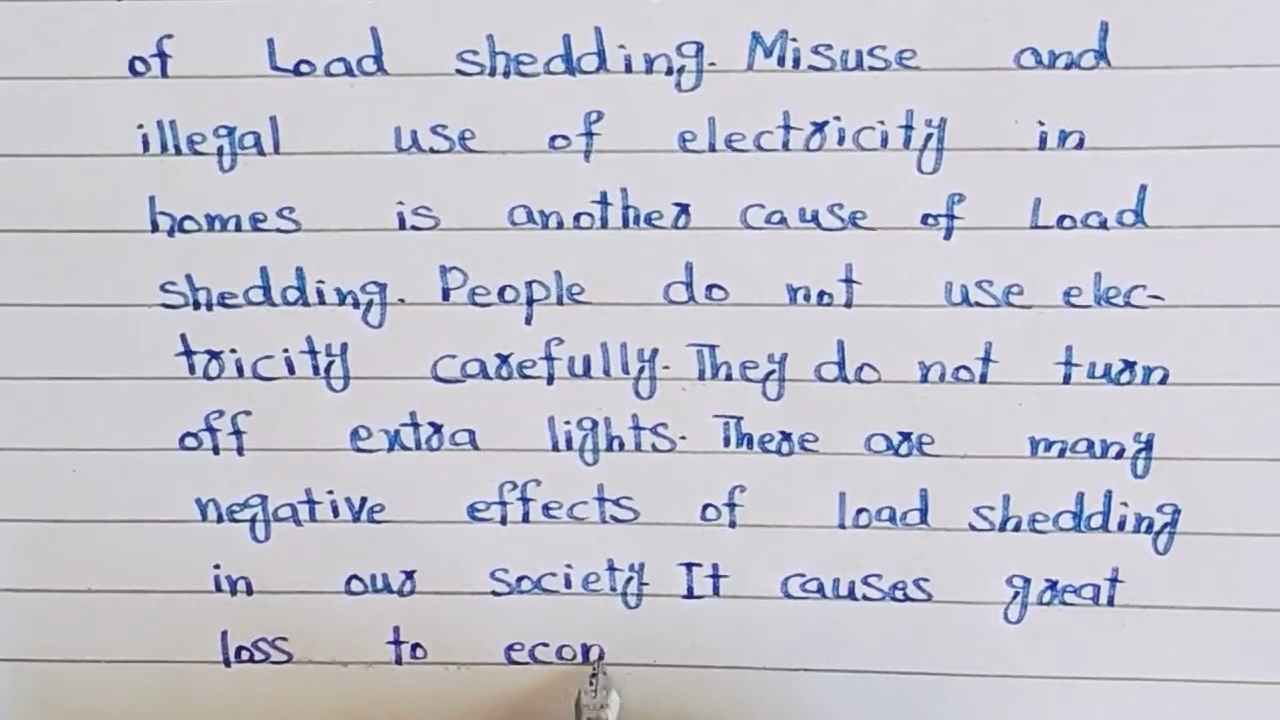 of Load shedding. Misuse and
illegal use of electricity in
homes is another cause of Load
shedding. People do not use elec-
tricity carefully. They do not turn
off extra lights. There are many
negative effects of load shedding
in our society It causes great
loss to econ